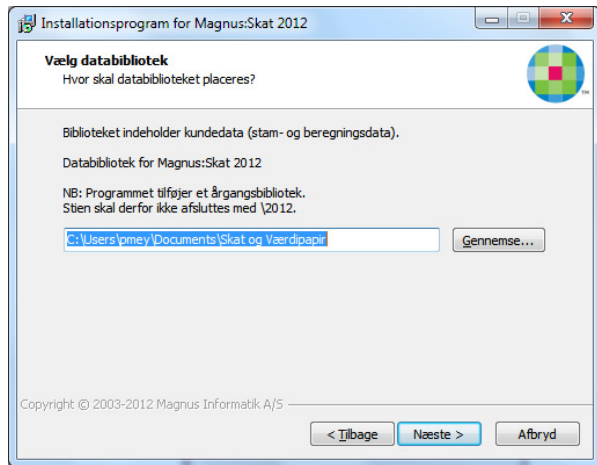 Installationsprogram for Magnus:Skat 2012
Vælg databibliotek
Hvor skal databiblioteket placeres?
Biblioteket indeholder kundedata (stam- og beregningsdata).
Databibliotek for Magnus:Skat 2012
NB: Programmet tilføjer et årgangsbibliotek.
Stien skal derfor ikke afsluttes med \2012.
C:\Users\pmey\Documents\Skat og Værdipapir
Gennemse...
Copyright © 2003-2012 Magnus Informatik A/S
< Tilbage
Næste >
Afbryd